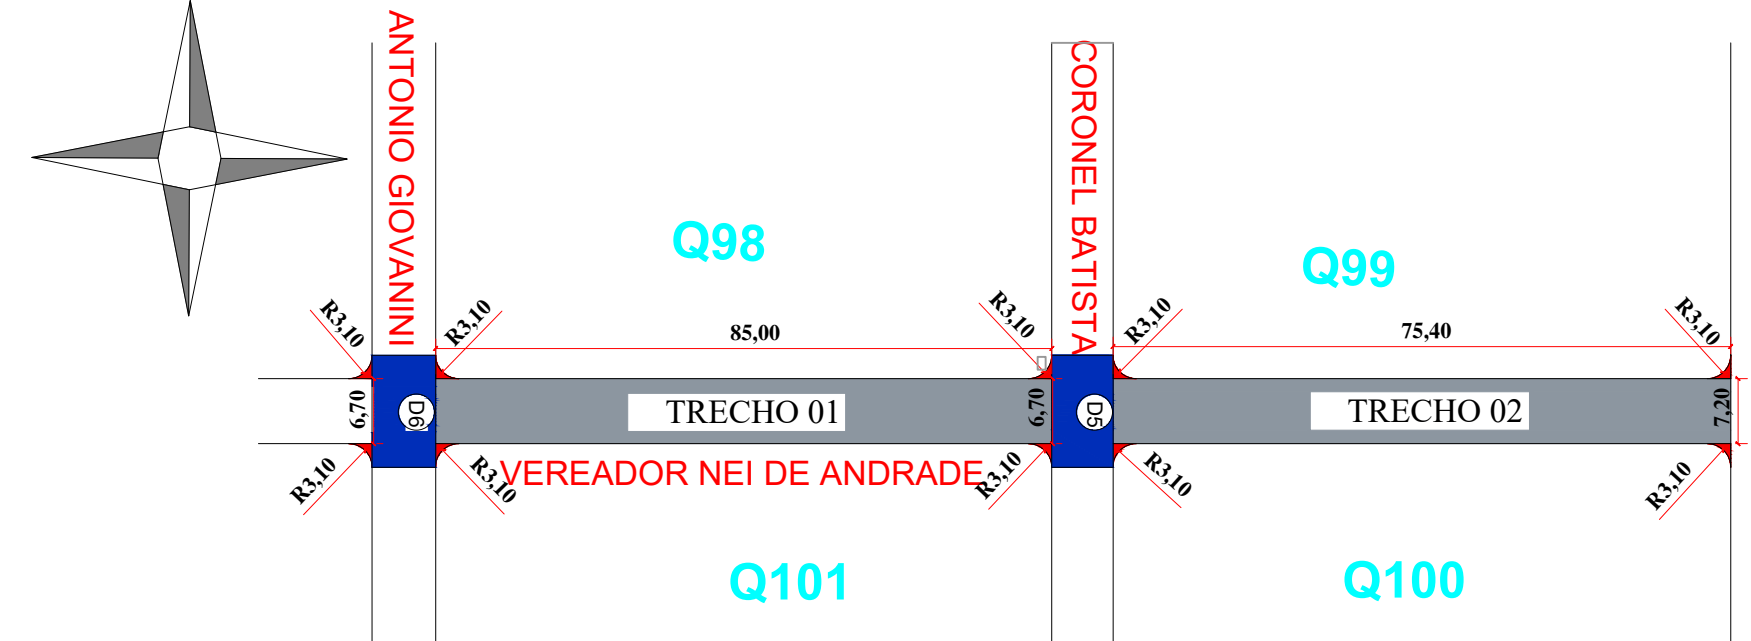 ANTONIO GIOVANINI
CORONEL BATISTA
Q98
Q99
R3,10
R3,10
R3,10
R3,10
R3,10
85,00
75,40
6,70
D6
TRECHO 01
6,70
D5
TRECHO 02
7,20
VEREADOR NEI DE ANDRADE
R3,10
R3,10
R3,10
R3,10
R3,10
Q101
Q100